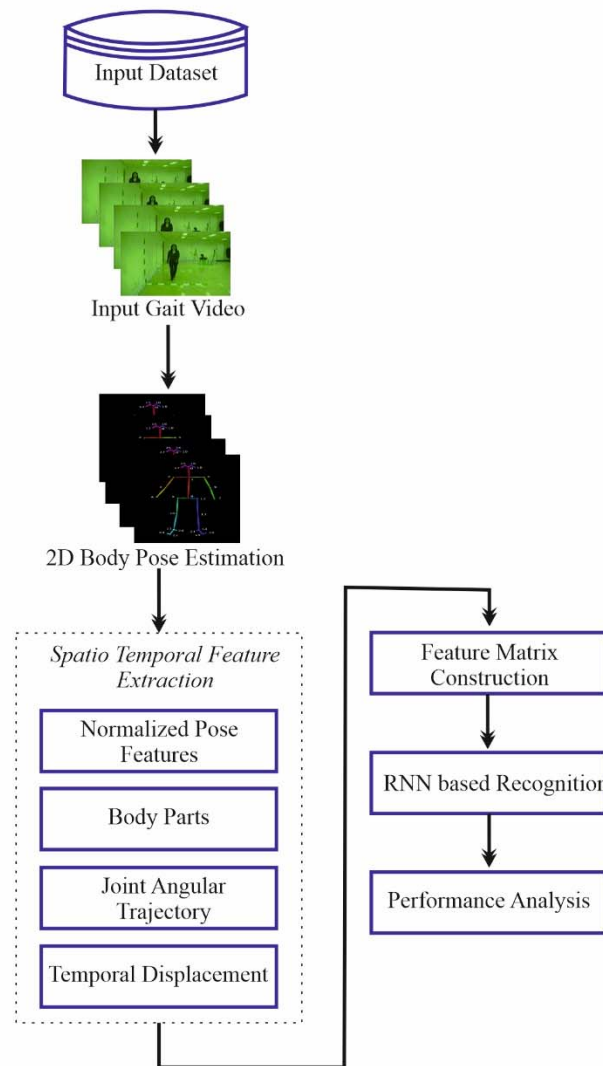 Input Dataset
Input Gait Video
2D Body Pose Estimation
Spatio Temporal Feature
Extraction
Normalized Pose
Features
Body Parts
Joint Angular
Trajectory
Temporal Displacement
Feature Matrix
Construction
RNN based Recognition
Performance Analysis